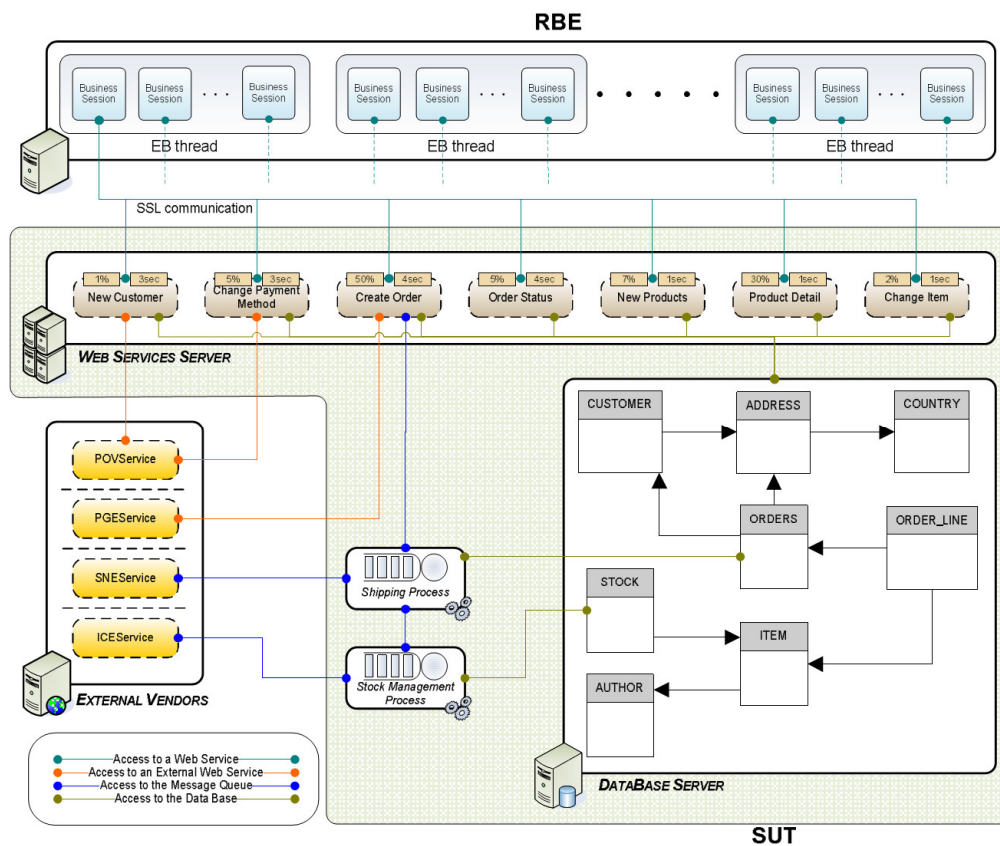 RBE
Business Session
Business Session
. . .
Business Session
EB thread
Business Session
Business Session
. . .
Business Session
EB thread
. . . . .
Business Session
Business Session
. . .
Business Session
EB thread
SSL communication
1% 3sec
New Customer
5% 3sec
Change Payment Method
50% 4sec
Create Order
5% 4sec
Order Status
7% 1sec
New Products
30% 1sec
Product Detail
2% 1sec
Change Item
WEB SERVICES SERVER
POVService
PGEService
SNEService
ICEService
EXTERNAL VENDORS
Shipping Process
Stock Management
Process
CUSTOMER
ADDRESS
COUNTRY
ORDERS
ORDER_LINE
STOCK
ITEM
AUTHOR
DATABASE SERVER
Access to a Web Service
Access to an External Web Service
Access to the Message Queue
Access to the Data Base
SUT